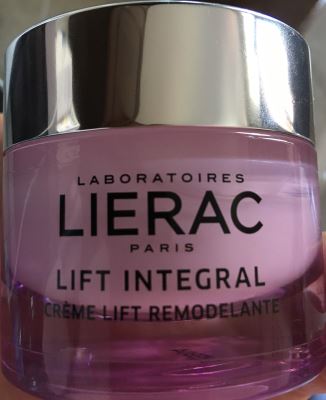 LABORATOIRES
LIERAC
PARIS
LIFT INTEGRAL
CRÈME LIFT REMODELANTE